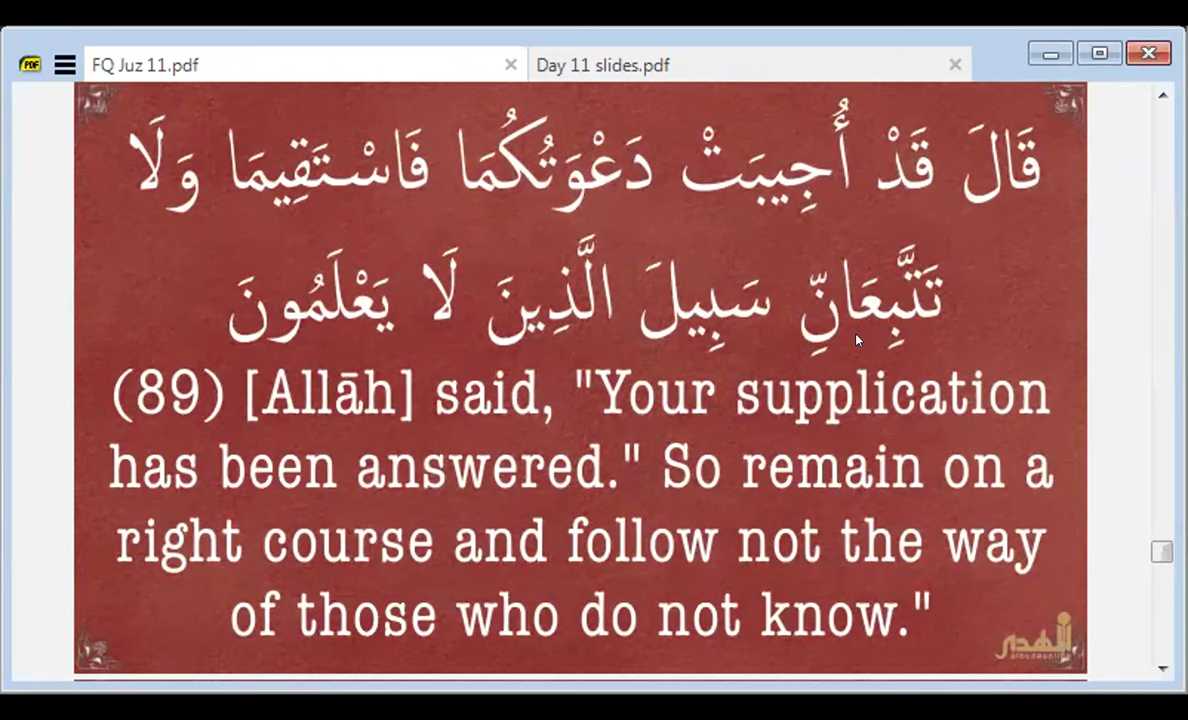 FQ Juz 11.pdf
Day 11 slides.pdf
قَالَ قَدْ أُجِيبَتْ دَعْوَتُكُمَا فَاسْتَقِيمَا وَلَا
تَتَّبِعَانِّ سَبِيلَ الَّذِينَ لَا يَعْلَمُونَ
(89) [Allāh] said, "Your supplication
has been answered." So remain on a
right course and follow not the way
of those who do not know."
الهدى